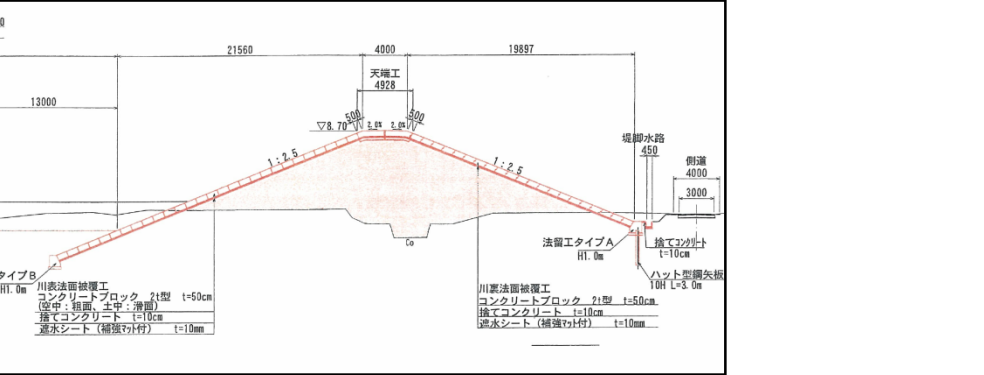 21560
4000
19897
天端工
4928
13000
500
500
▽8.70
2.0%
2.0%
1:2.5
1:2.5
堤脚水路
450
側道
4000
3000
Co
法留工タイプA
H1.0m
捨てコンクリート
t=10cm
ハット型鋼矢板
10H L=3.0m
タイプB
H1.0m
川表法面被覆工
コンクリートブロック 2t型 t=50cm
(空中:粗面、土中:滑面)
捨てコンクリート t=10cm
遮水シート(補強マット付) t=10mm
川裏法面被覆工
コンクリートブロック 2t型 t=50cm
捨てコンクリート t=10cm
遮水シート(補強マット付) t=10mm